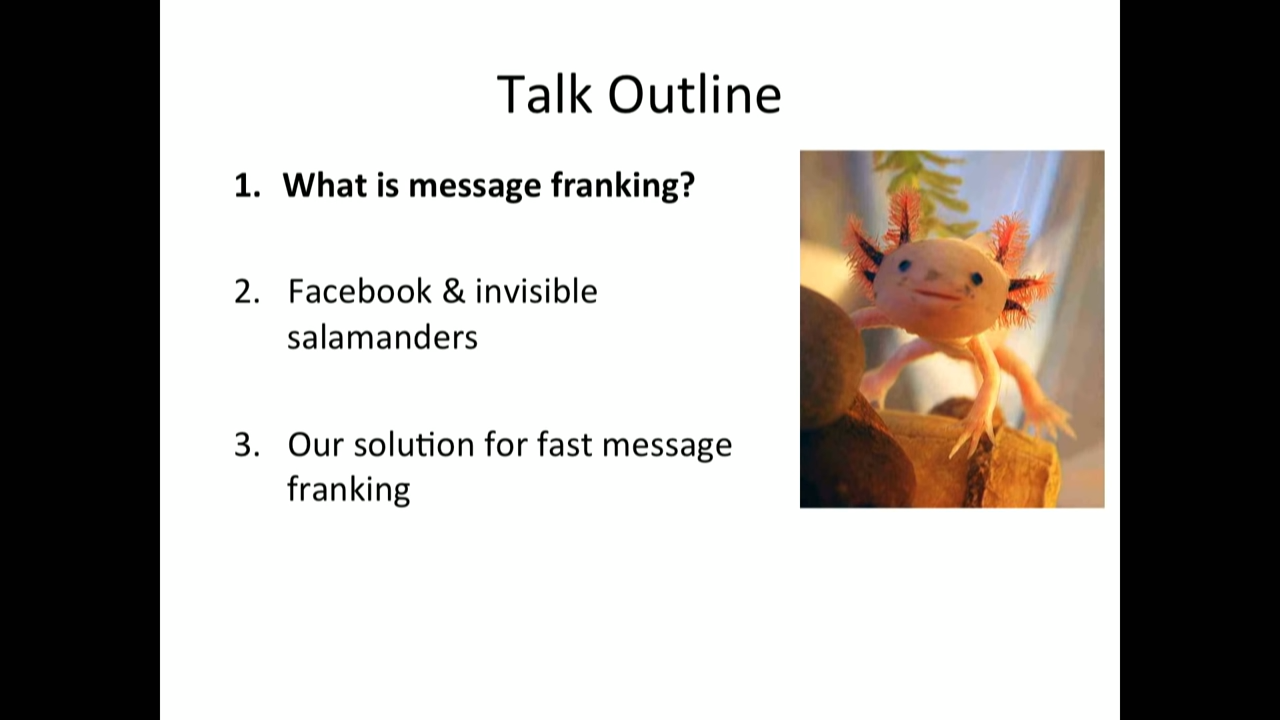 Talk Outline
1. What is message franking?
2. Facebook & invisible
salamanders
3. Our solution for fast message
franking